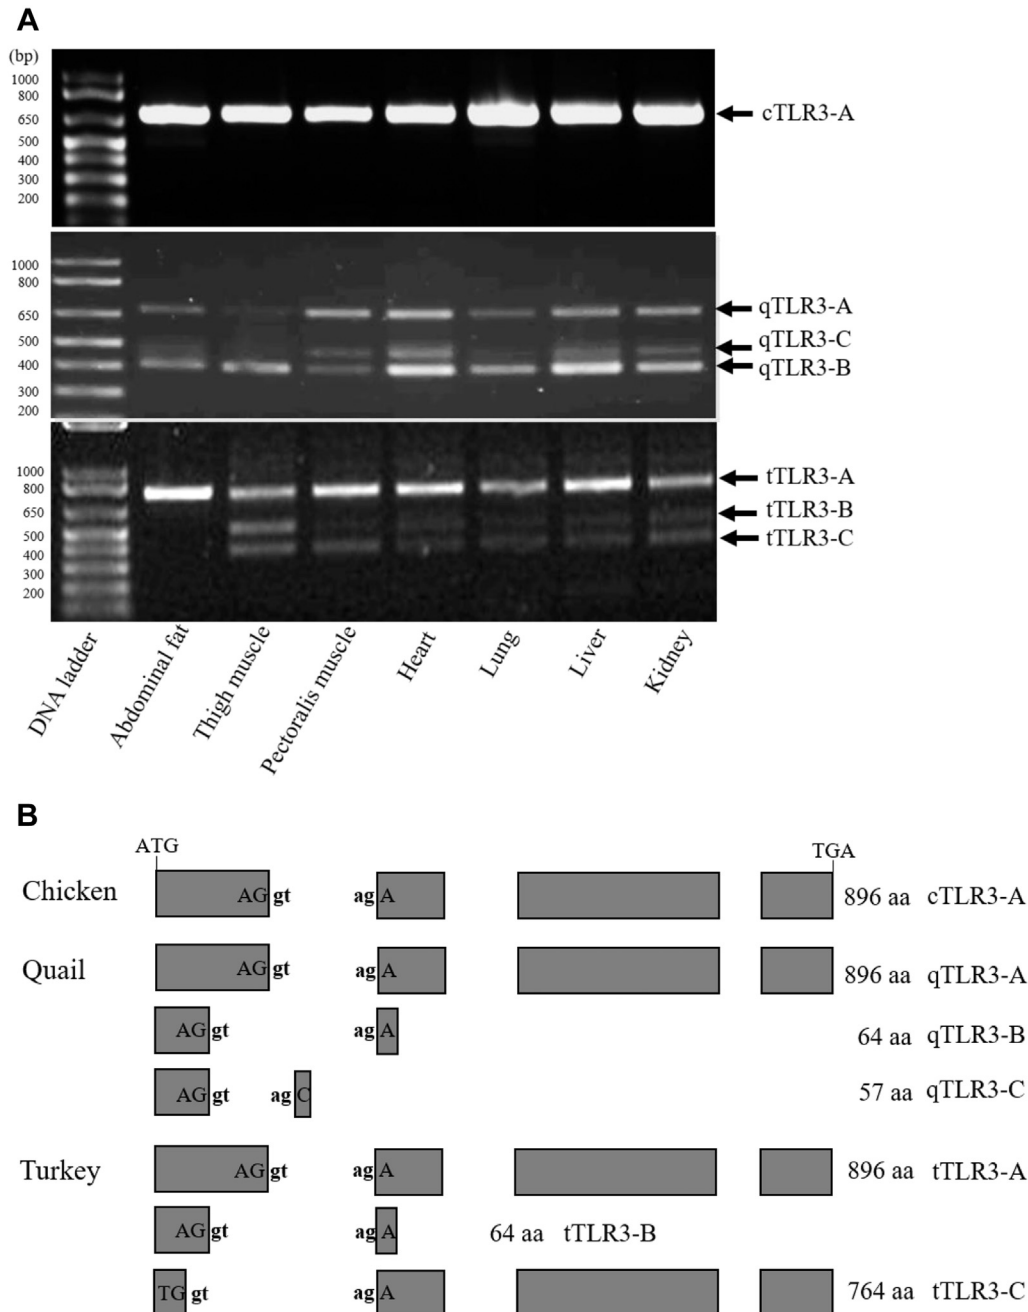 A
(bp)
1000
800
650
500
400
300
200
cTLR3-A
1000
800
650
500
400
300
200
qTLR3-A
qTLR3-C
qTLR3-B
1000
800
650
500
400
300
200
tTLR3-A
tTLR3-B
tTLR3-C
DNA ladder
Abdominal fat
Thigh muscle
Pectoralis muscle
Heart
Lung
Liver
Kidney
B
ATG TGA
Chicken AG gt ag A 896 aa cTLR3-A
Quail AG gt ag A 896 aa qTLR3-A
AG gt ag A 64 aa qTLR3-B
AG gt ag C 57 aa qTLR3-C
Turkey AG gt ag A 896 aa tTLR3-A
AG gt ag A 64 aa tTLR3-B
TG gt ag A 764 aa tTLR3-C